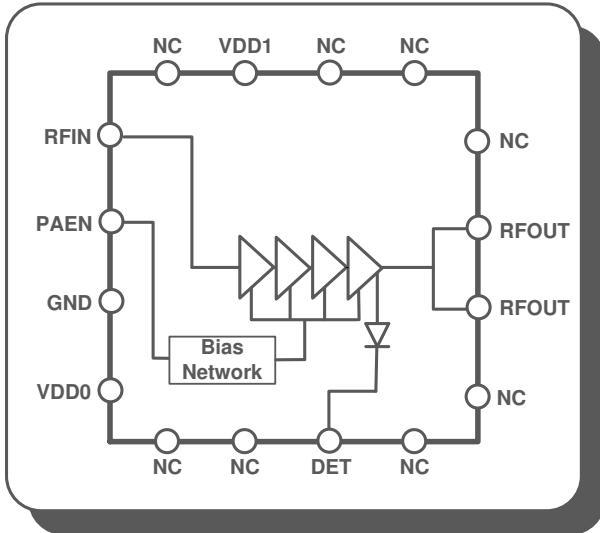 NC VDD1 NC NC
RFIN
NC
PAEN
RFOUT
GND
RFOUT
Bias
Network
VDD0
NC
NC NC DET NC